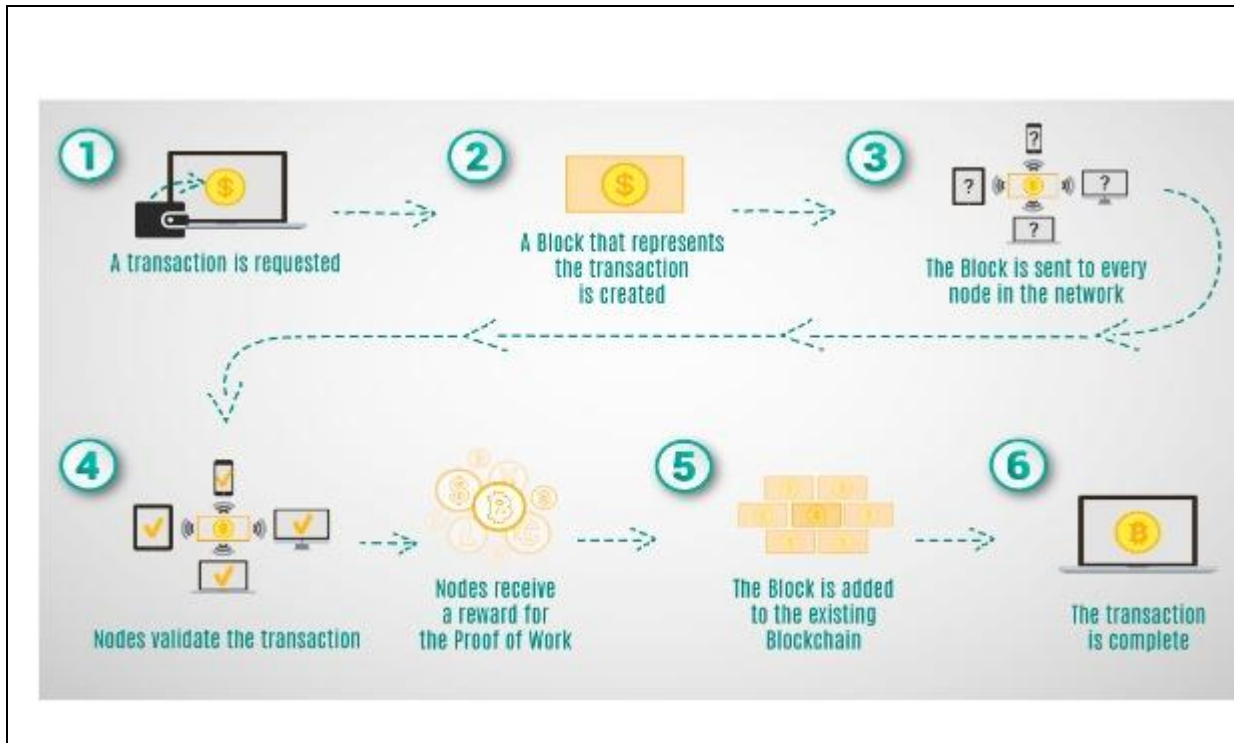 1
$
A transaction is requested
2
$
A Block that represents
the transaction
is created
3
?
?
?
?
The Block is sent to every
node in the network
4
Nodes validate the transaction
Nodes receive
a reward for
the Proof of Work
5
The Block is added
to the existing
Blockchain
6
The transaction
is complete